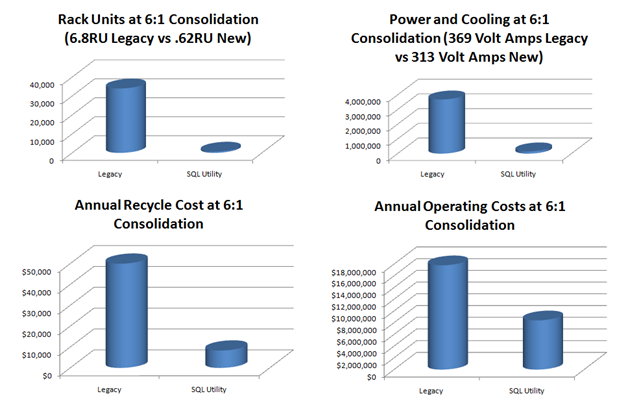 Rack Units at 6:1 Consolidation
(6.8RU Legacy vs .62RU New)
40,000
30,000
20,000
10,000
0
Legacy
SQL Utility
Power and Cooling at 6:1
Consolidation (369 Volt Amps Legacy
vs 313 Volt Amps New)
4,000,000
3,000,000
2,000,000
1,000,000
0
Legacy
SQL Utility
Annual Recycle Cost at 6:1
Consolidation
$50,000
$40,000
$30,000
$20,000
$10,000
$0
Legacy
SQL Utility
Annual Operating Costs at 6:1
Consolidation
$18,000,000
$16,000,000
$14,000,000
$12,000,000
$10,000,000
$8,000,000
$6,000,000
$4,000,000
$2,000,000
$0
Legacy
SQL Utility